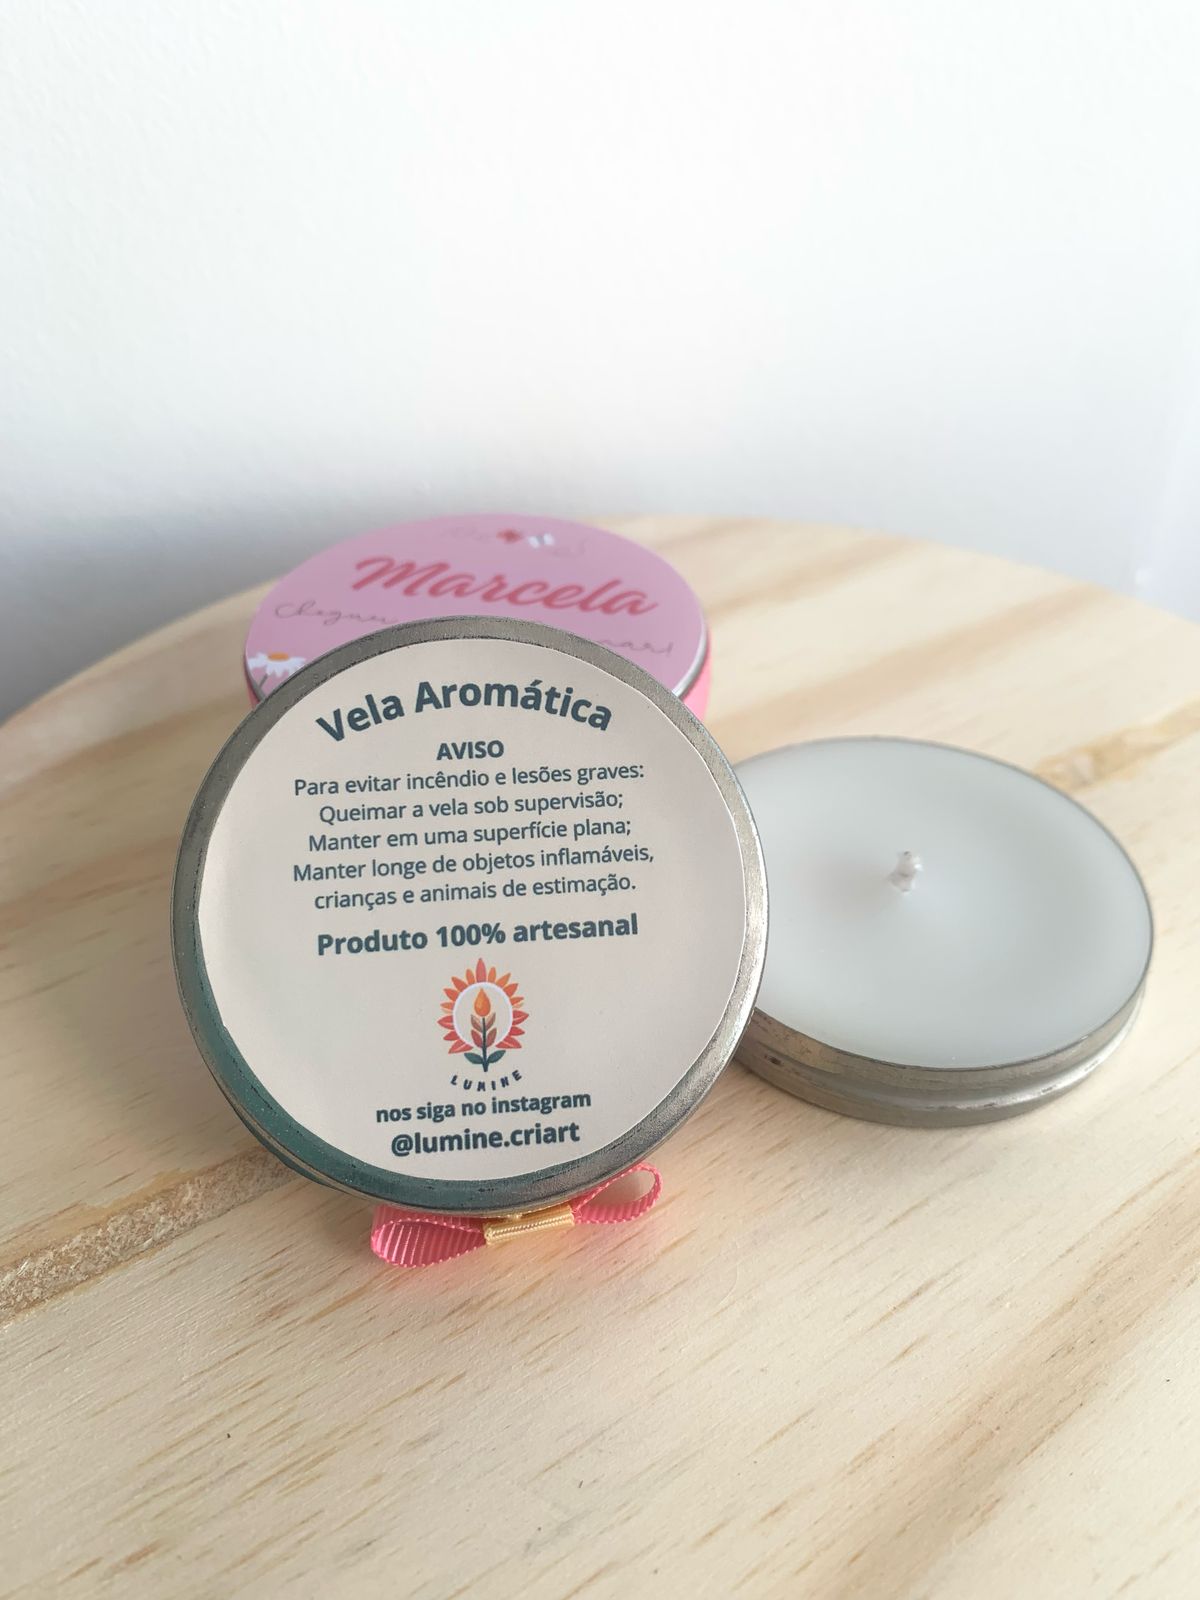 Marcela
Vela Aromática
AVISO
Para evitar incêndio e lesões graves:
Queimar a vela sob supervisão;
Manter em uma superfície plana;
Manter longe de objetos inflamáveis,
crianças e animais de estimação.
Produto 100% artesanal
LUMINE
nos siga no instagram
@lumine.criart